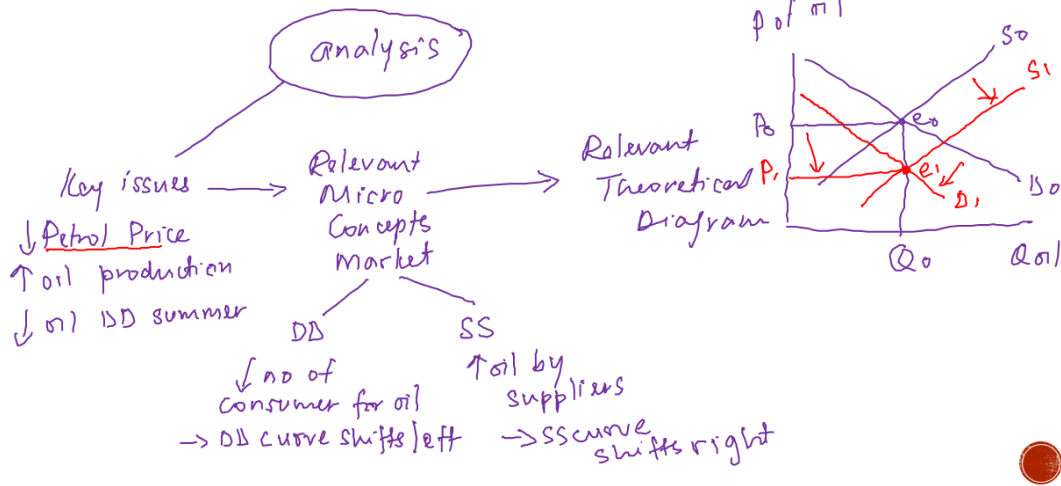 analysis
Key issues
↓ Petrol Price
↑ oil production
↓ oil DD summer
Relevant
Micro
Concepts
market
DD
↓ no of
consumer for oil
→ DD curve shifts left
SS
↑ oil by
suppliers
→ SS curve
shifts right
Relevant
Theoretical
Diagram
P of oil
S0
S1
P0
e0
P1
e1
D1
D0
Q0
Q oil